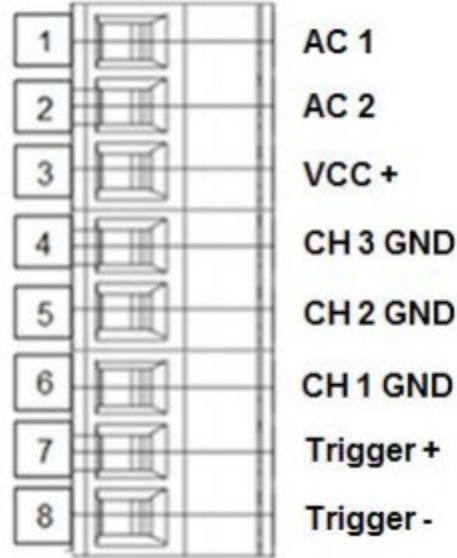 1 AC 1
2 AC 2
3 VCC +
4 CH 3 GND
5 CH 2 GND
6 CH 1 GND
7 Trigger +
8 Trigger -